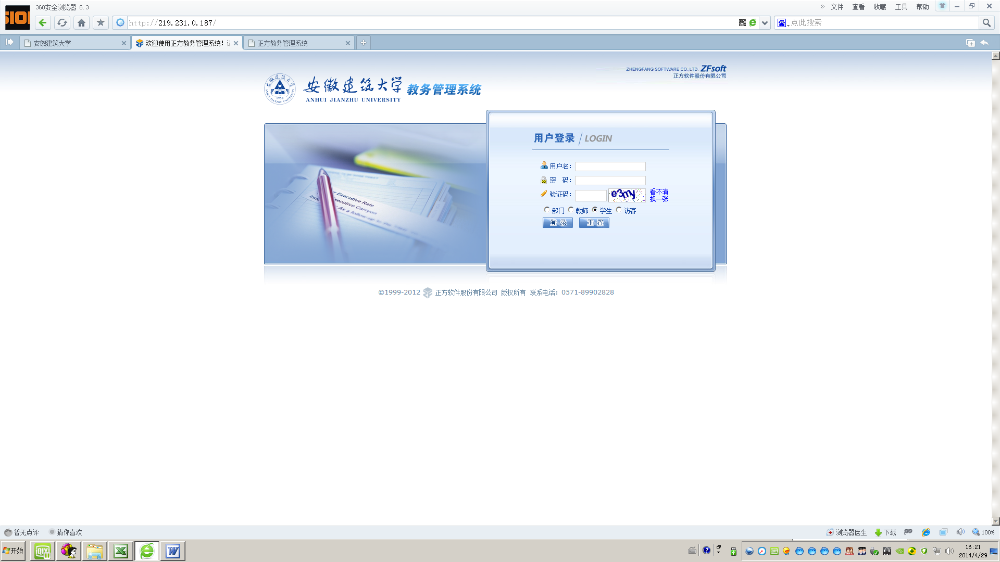 360安全浏览器 6.3
» 文件 查看 收藏 工具 帮助
http://219.231.0.187/
点此搜索
安徽建筑大学
欢迎使用正方教务管理系统!
正方教务管理系统
ZHENGFANG SOFTWARE CO.,LTD. ZFsoft
正方软件股份有限公司
安徽建筑大学 教务管理系统
ANHUI JIANZHU UNIVERSITY
1958
用户登录 / LOGIN
用户名:
密 码:
验证码:
e3my
看不清
换一张
部门 教师 学生 访客
登 录 重 置
Executive Rate
Executive Carryon
As a follow-up to the
©1999-2012 正方软件股份有限公司 版权所有 联系电话: 0571-89902828
暂无点评 猜你喜欢
浏览器医生 下载 100%
开始
16:21
2014/4/29